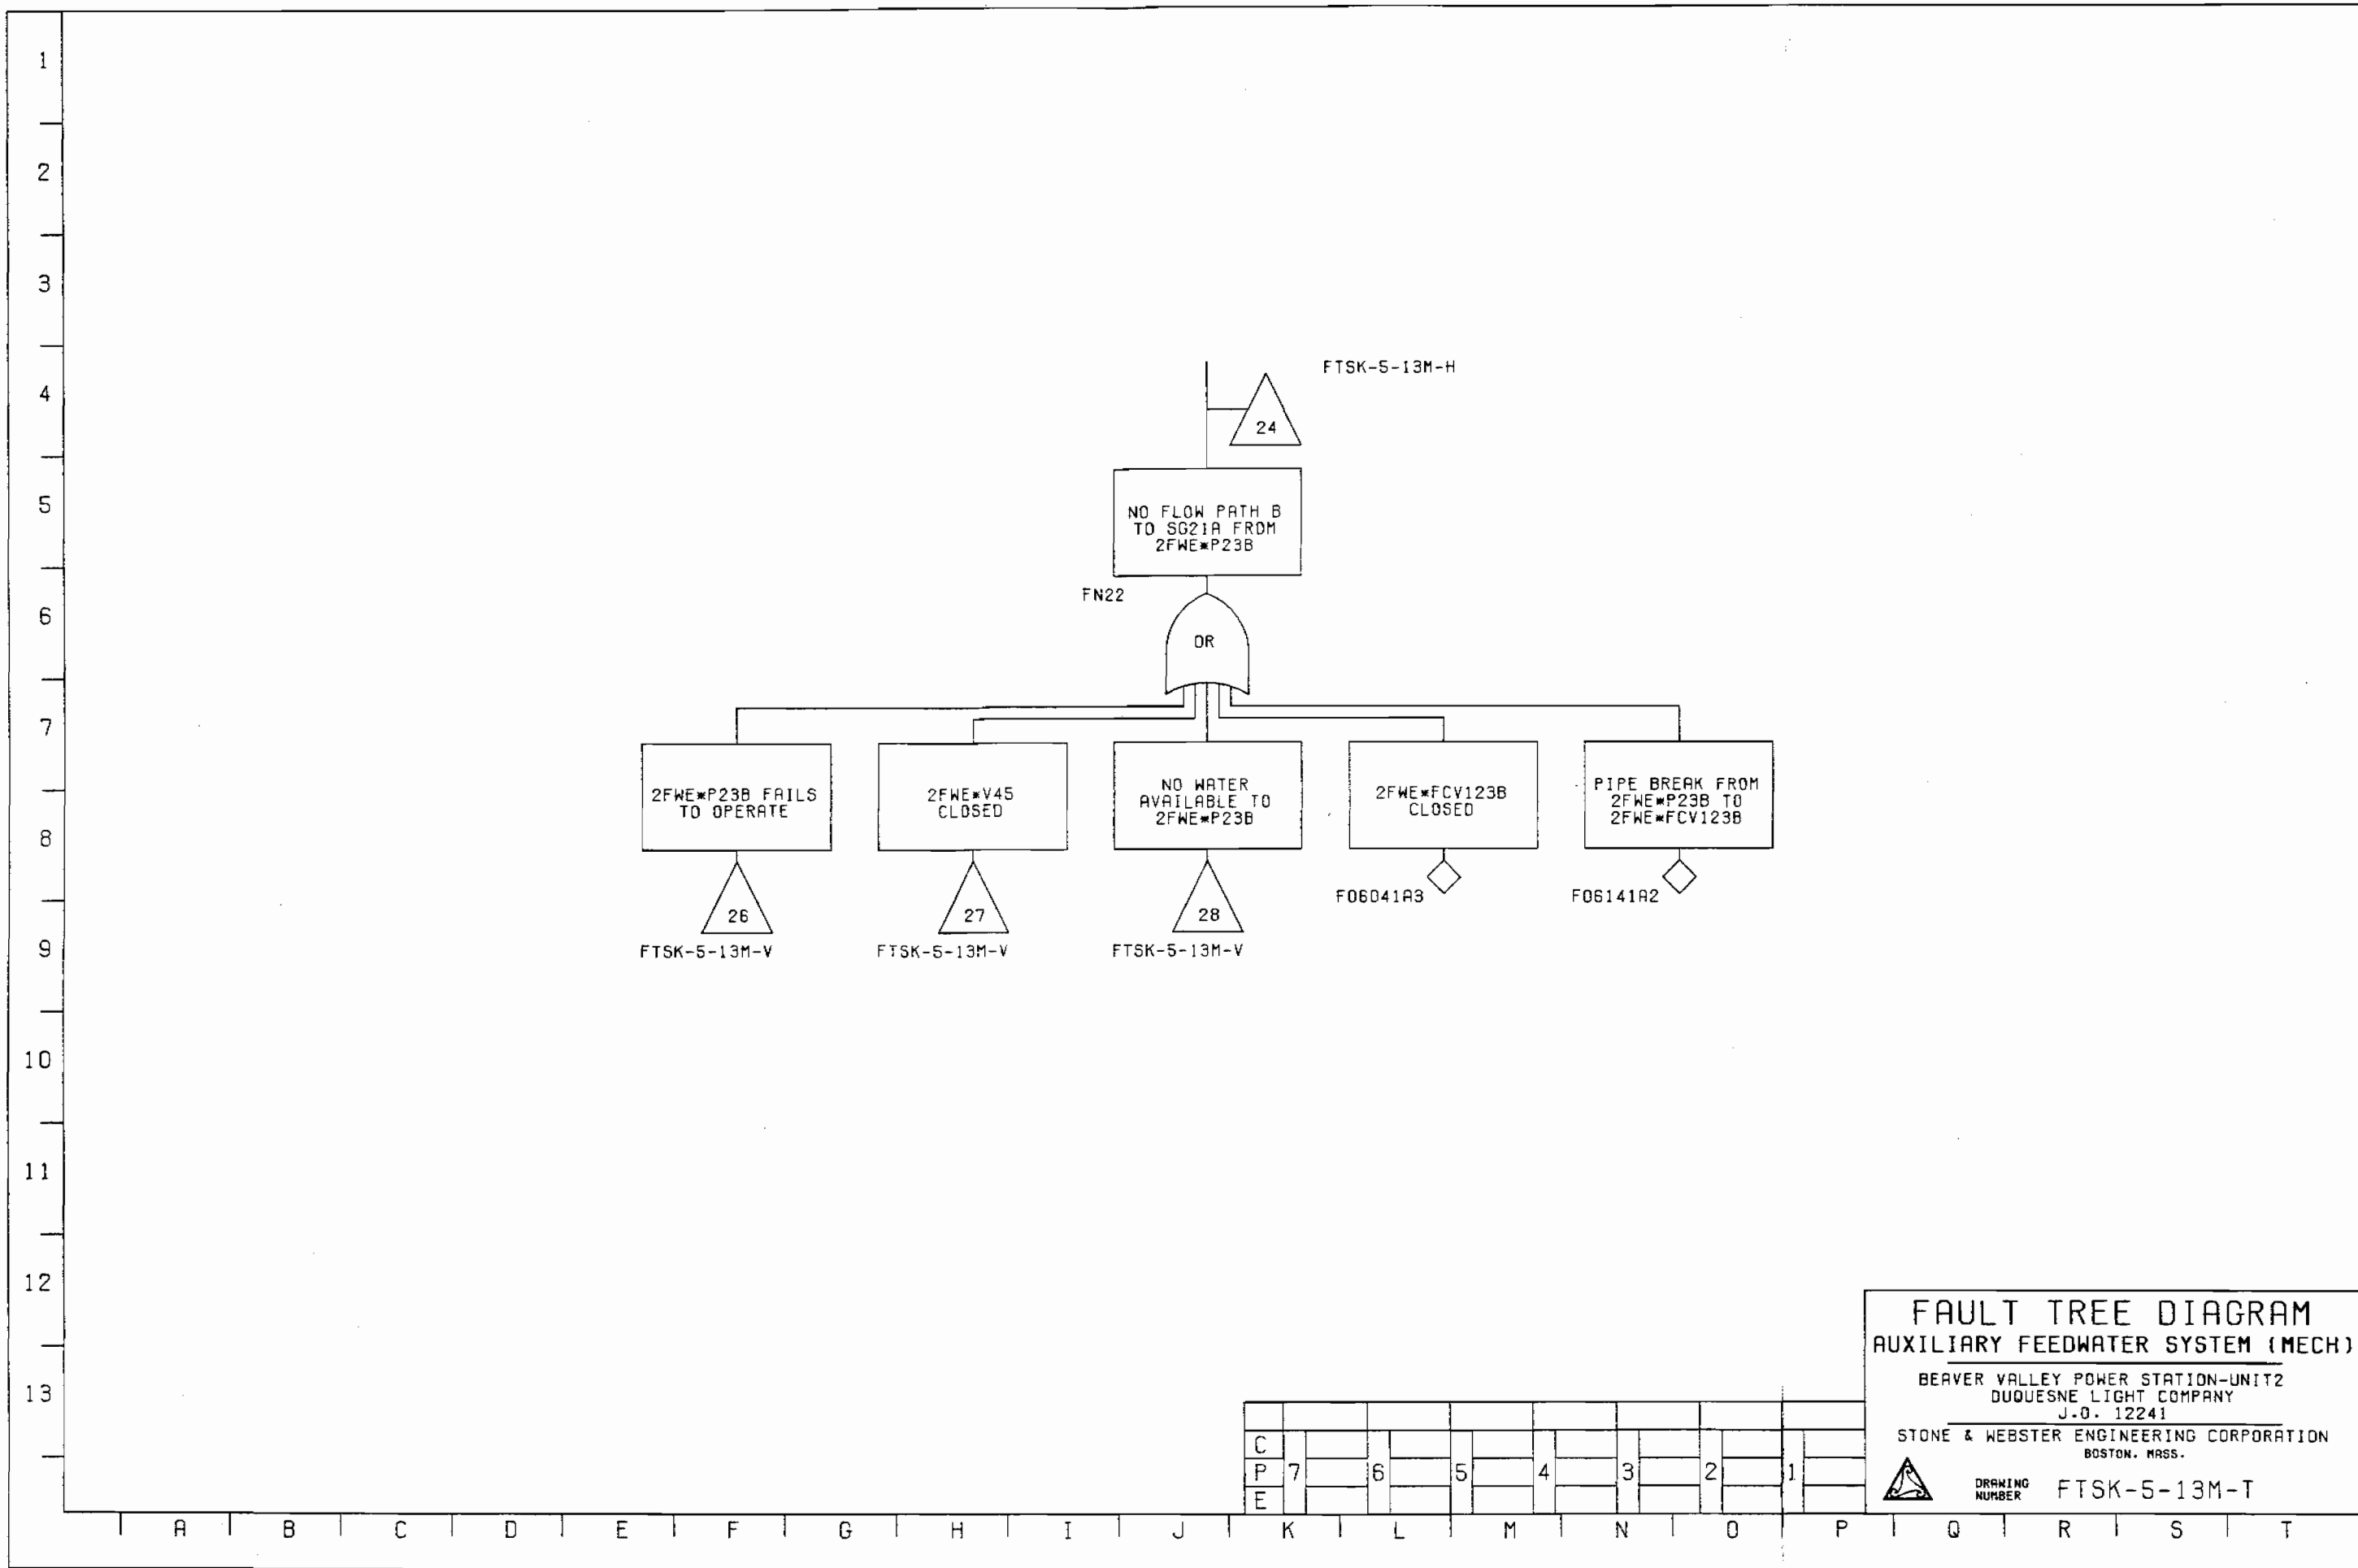 1
2
3
4
5
6
7
8
9
10
11
12
13
FTSK-5-13M-H
24
NO FLOW PATH B
TO SG21A FROM
2FWE*P23B
FN22
OR
2FWE*P23B FAILS
TO OPERATE
2FWE*V45
CLOSED
NO WATER
AVAILABLE TO
2FWE*P23B
2FWE*FCV123B
CLOSED
PIPE BREAK FROM
2FWE*P23B TO
2FWE*FCV123B
26
27
28
F06041A3
F06141A2
FTSK-5-13M-V
FTSK-5-13M-V
FTSK-5-13M-V
FAULT TREE DIAGRAM
AUXILIARY FEEDWATER SYSTEM (MECH)
BEAVER VALLEY POWER STATION-UNIT2
DUQUESNE LIGHT COMPANY
J.O. 12241
STONE & WEBSTER ENGINEERING CORPORATION
BOSTON. MASS.
DRAWING
NUMBER
FTSK-5-13M-T
C
P 7 6 5 4 3 2 1
E
A B C D E F G H I J K L M N O P Q R S T